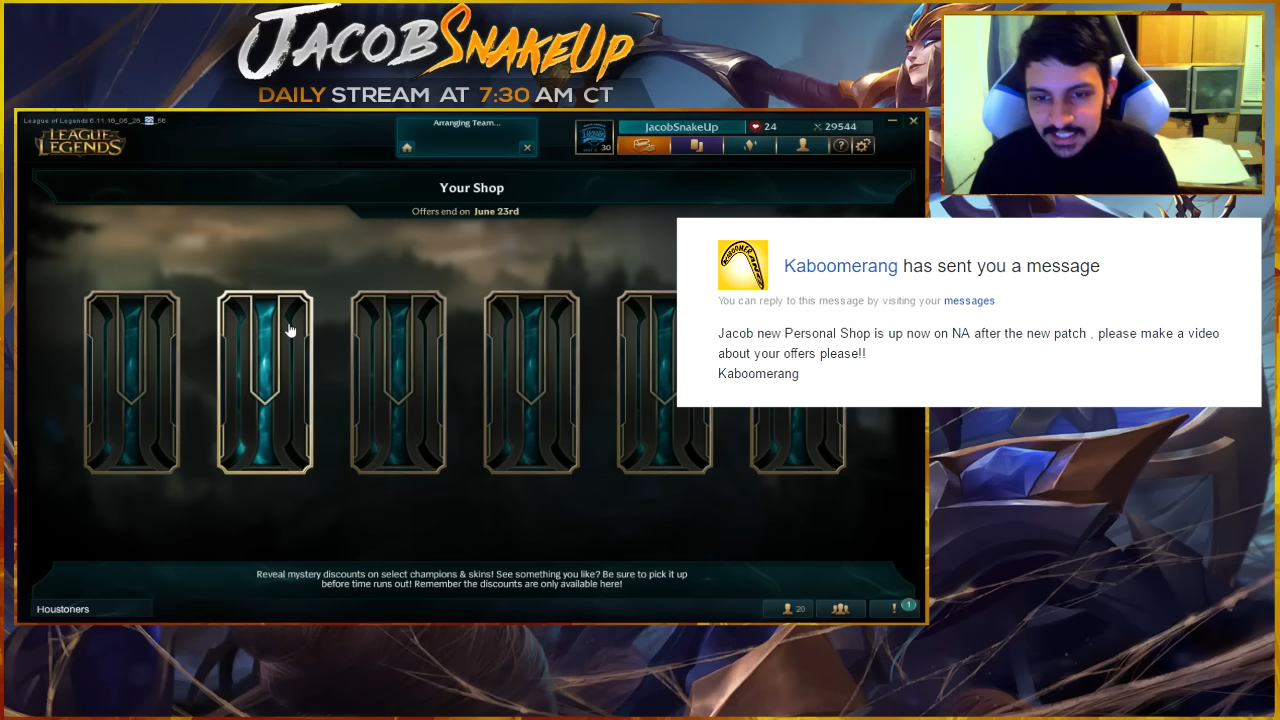 JACOBSNAKEUP
DAILY STREAM AT 7:30 AM CT
LEAGUE of LEGENDS
Arranging Team...
30
JacobSnakeUp
24
29544
?
Your Shop
Offers end on June 23rd
KABOOMERANG
Kaboomerang has sent you a message
You can reply to this message by visiting your messages
Jacob new Personal Shop is up now on NA after the new patch , please make a video
about your offers please!!
Kaboomerang
Reveal mystery discounts on select champions & skins! See something you like? Be sure to pick it up
before time runs out! Remember the discounts are only available here!
Houstoners
20
!
1